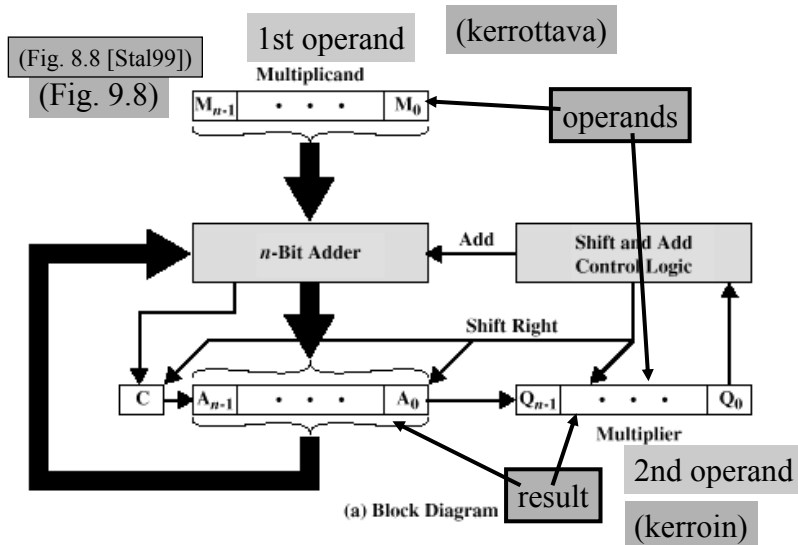 1st operand
(kerrottava)
(Fig. 8.8 [Stal99])
(Fig. 9.8)
Multiplicand
Mn-1 • • • M0
operands
n-Bit Adder
Add
Shift and Add
Control Logic
Shift Right
C
An-1 • • • A0
Qn-1 • • • Q0
Multiplier
2nd operand
result
(a) Block Diagram
(kerroin)